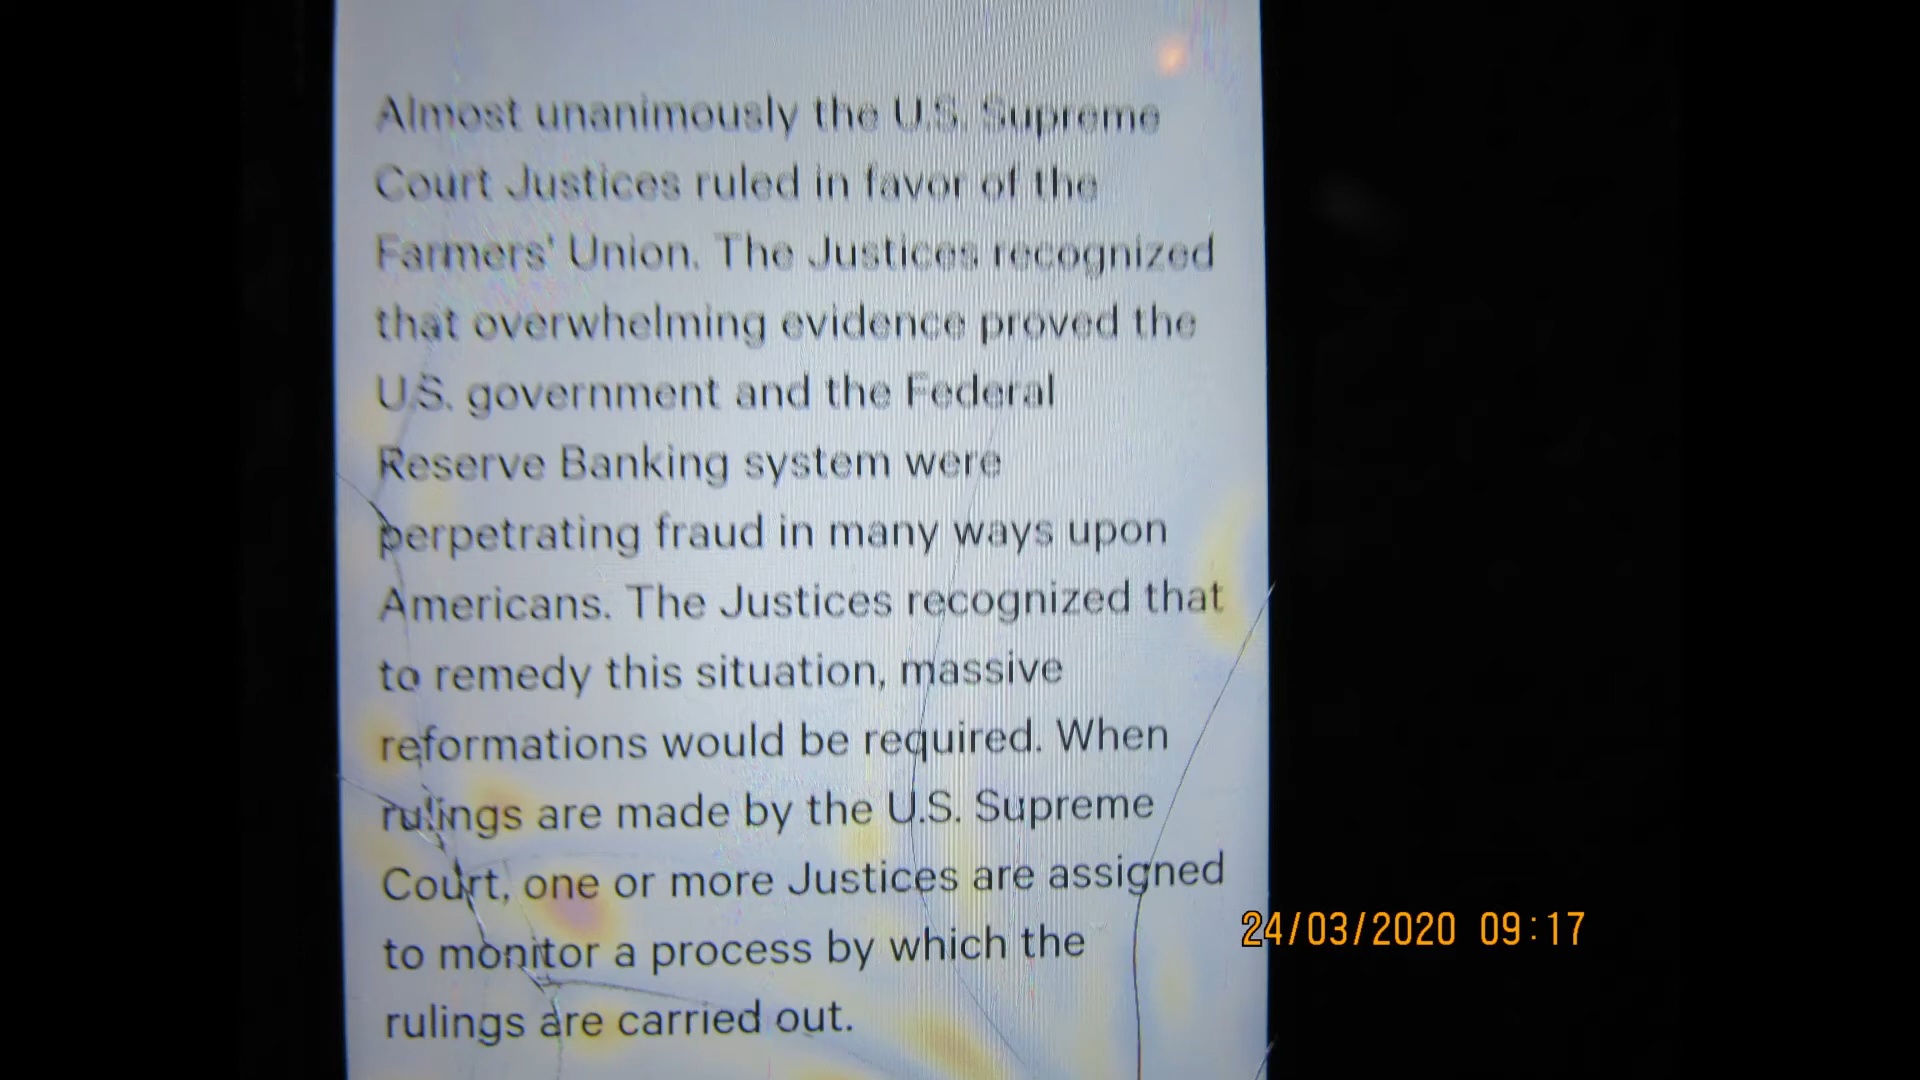 Almost unanimously the U.S. Supreme
Court Justices ruled in favor of the
Farmers' Union. The Justices recognized
that overwhelming evidence proved the
U.S. government and the Federal
Reserve Banking system were
perpetrating fraud in many ways upon
Americans. The Justices recognized that
to remedy this situation, massive
reformations would be required. When
rulings are made by the U.S. Supreme
Court, one or more Justices are assigned
to monitor a process by which the
rulings are carried out.
24/03/2020 09:17